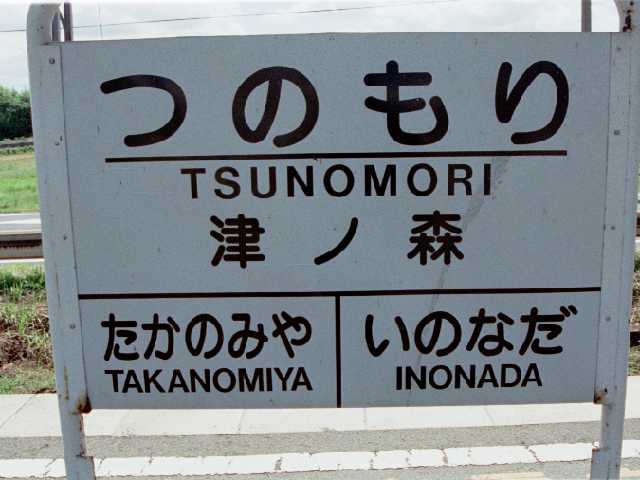 つのもり
TSUNOMORI
津ノ森
たかのみや いのなだ
TAKANOMIYA INONADA